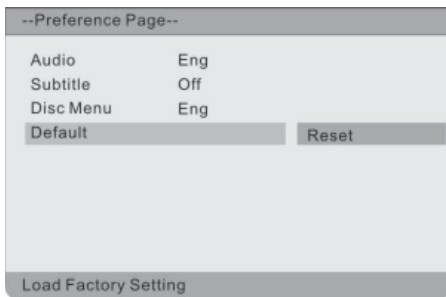 --Preference Page--
Audio Eng
Subtitle Off
Disc Menu Eng
Default Reset
Load Factory Setting